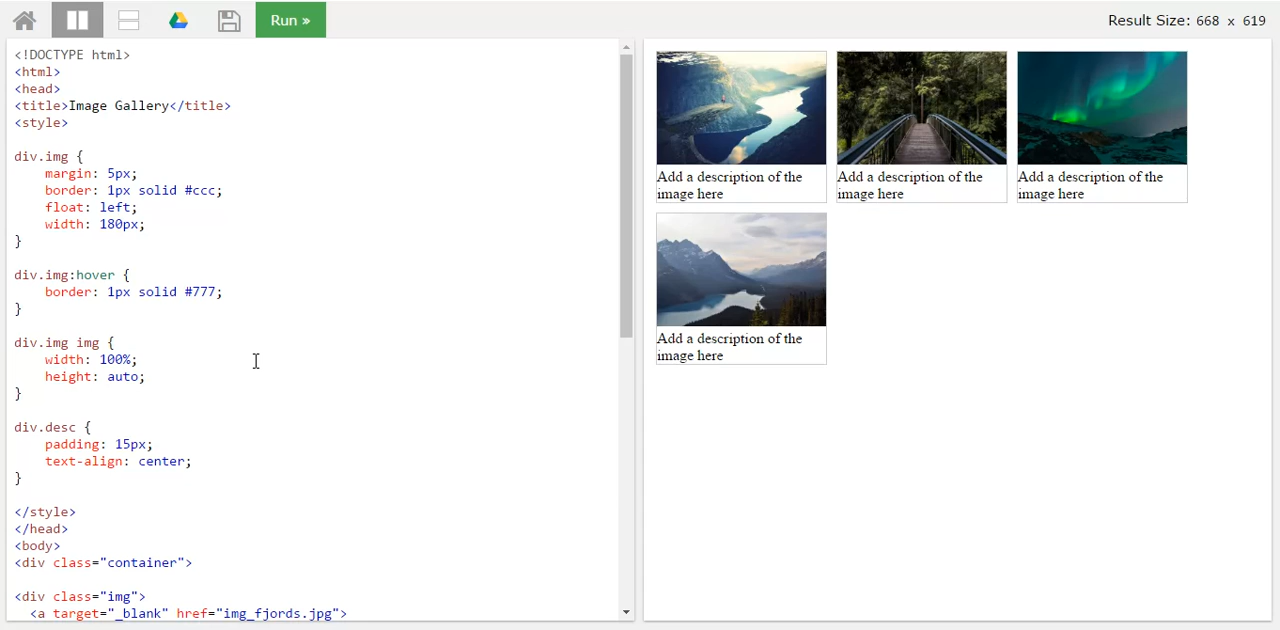 Run »
Result Size: 668 x 619
<!DOCTYPE html>
<html>
<head>
<title>Image Gallery</title>
<style>
div.img {
margin: 5px;
border: 1px solid #ccc;
float: left;
width: 180px;
}
div.img:hover {
border: 1px solid #777;
}
div.img img {
width: 100%;
height: auto;
}
div.desc {
padding: 15px;
text-align: center;
}
</style>
</head>
<body>
<div class="container">
<div class="img">
<a target="_blank" href="img_fjords.jpg">
Add a description of the
image here
Add a description of the
image here
Add a description of the
image here
Add a description of the
image here